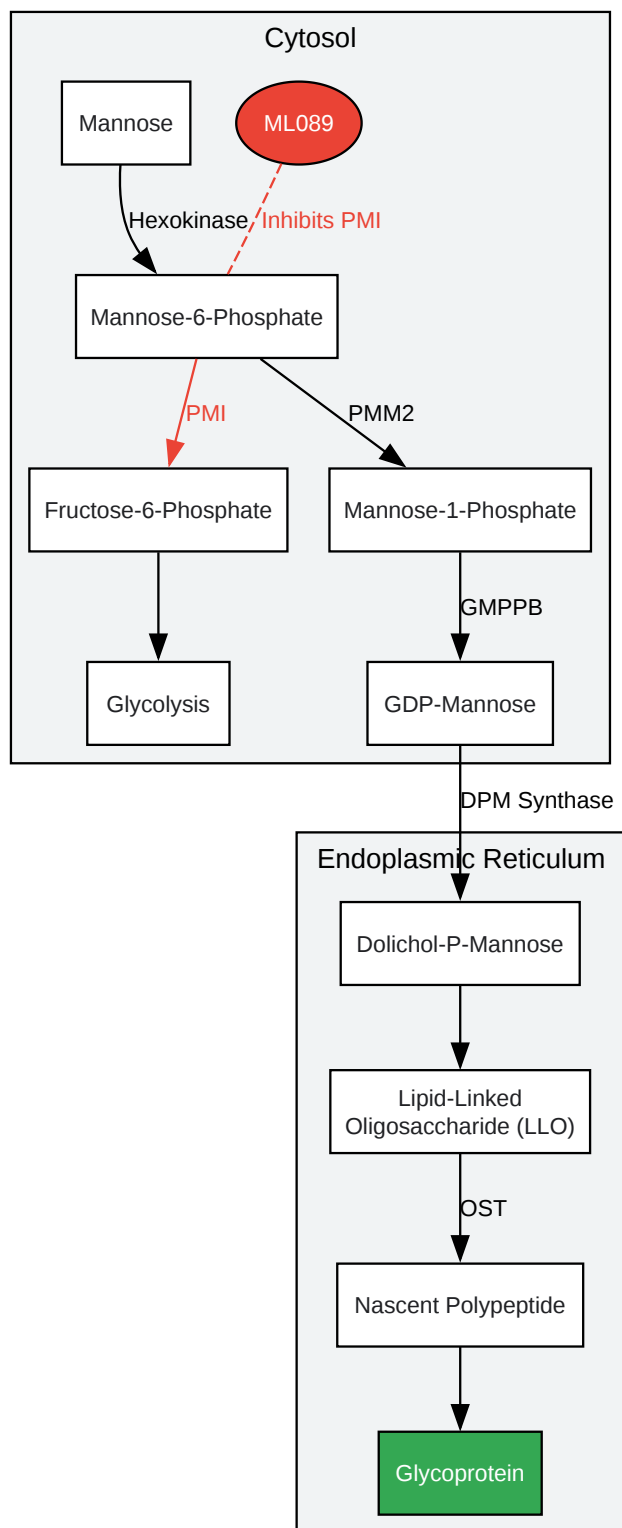 Cytosol
Mannose
ML089
Hexokinase
Inhibits PMI
Mannose-6-Phosphate
PMI
PMM2
Fructose-6-Phosphate
Mannose-1-Phosphate
GMPPB
Glycolysis
GDP-Mannose
DPM Synthase
Endoplasmic Reticulum
Dolichol-P-Mannose
Lipid-Linked
Oligosaccharide (LLO)
OST
Nascent Polypeptide
Glycoprotein